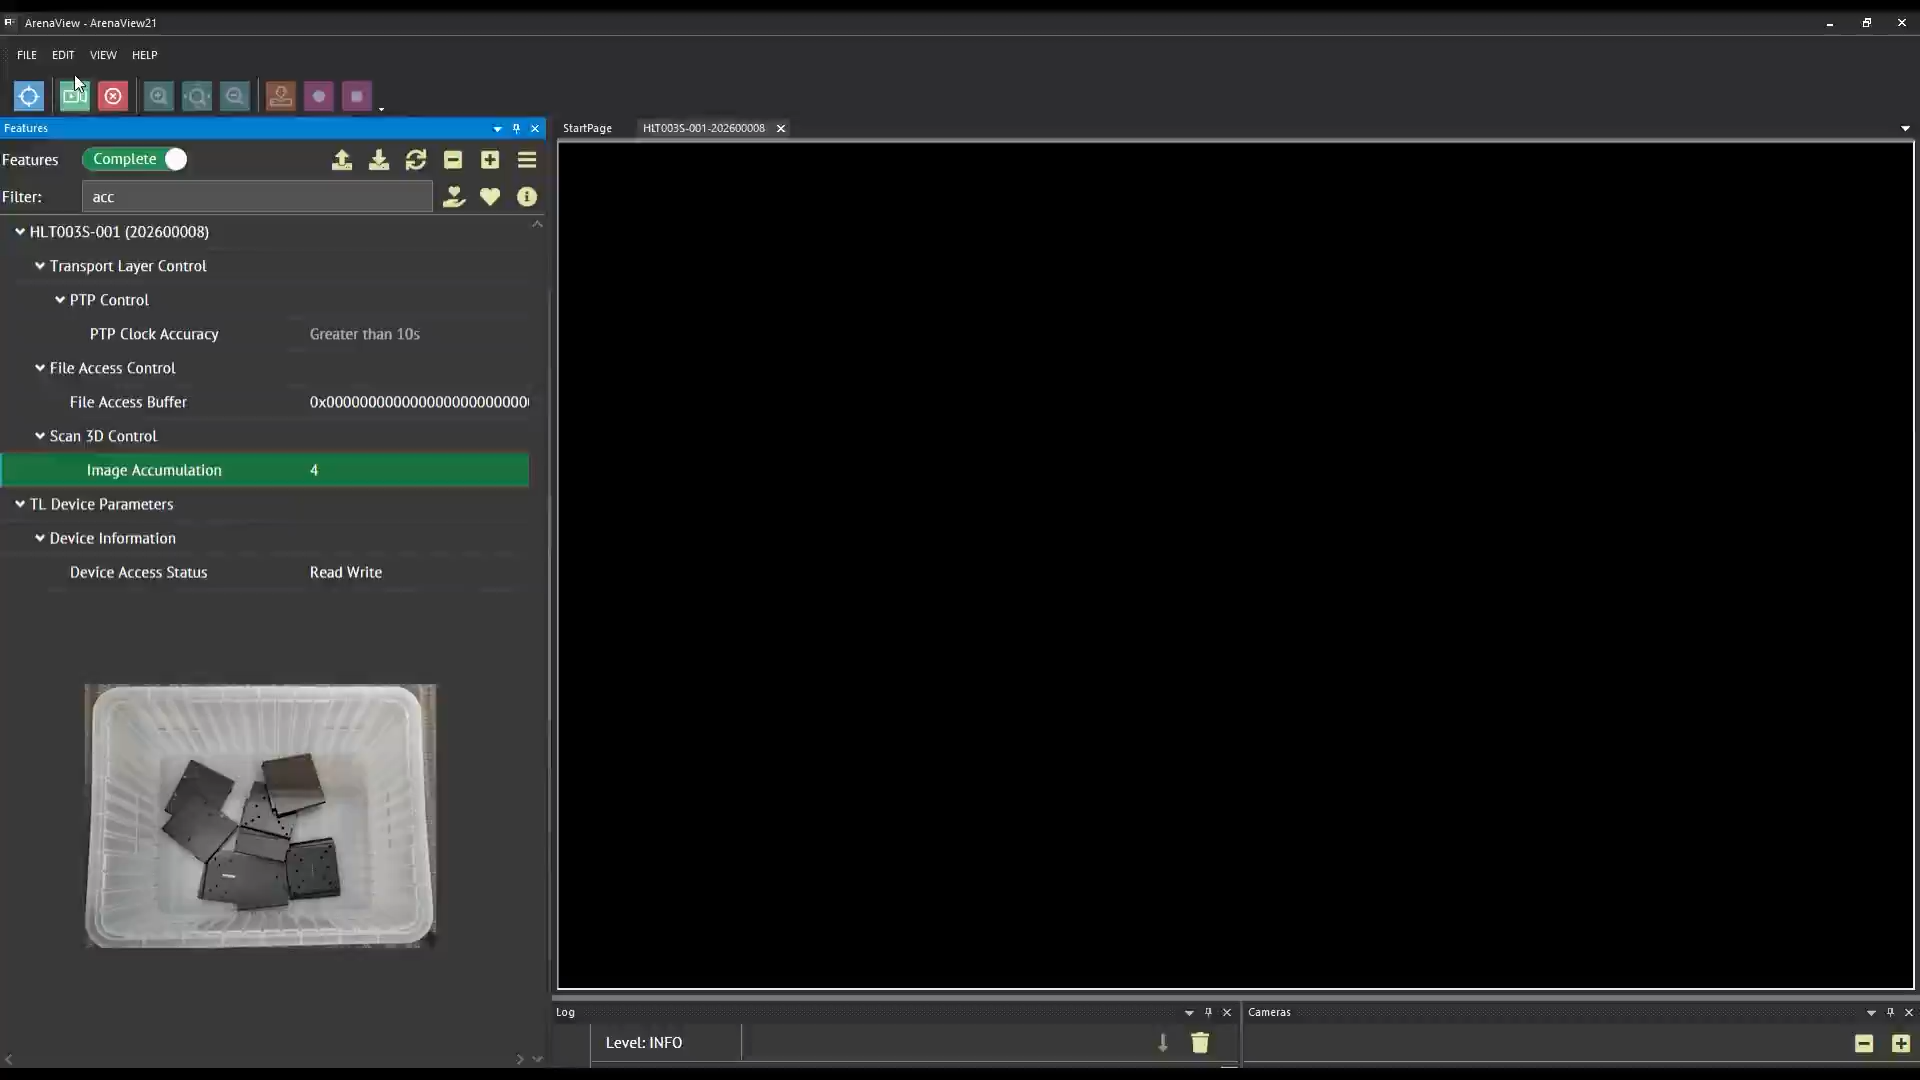 ArenaView - ArenaView21
FILE EDIT VIEW HELP
Features
StartPage HLT003S-001-202600008
Features Complete
Filter: acc
HLT003S-001 (202600008)
Transport Layer Control
PTP Control
PTP Clock Accuracy Greater than 10s
File Access Control
File Access Buffer 0x000000000000000000000000
Scan 3D Control
Image Accumulation 4
TL Device Parameters
Device Information
Device Access Status Read Write
Log
Cameras
Level: INFO